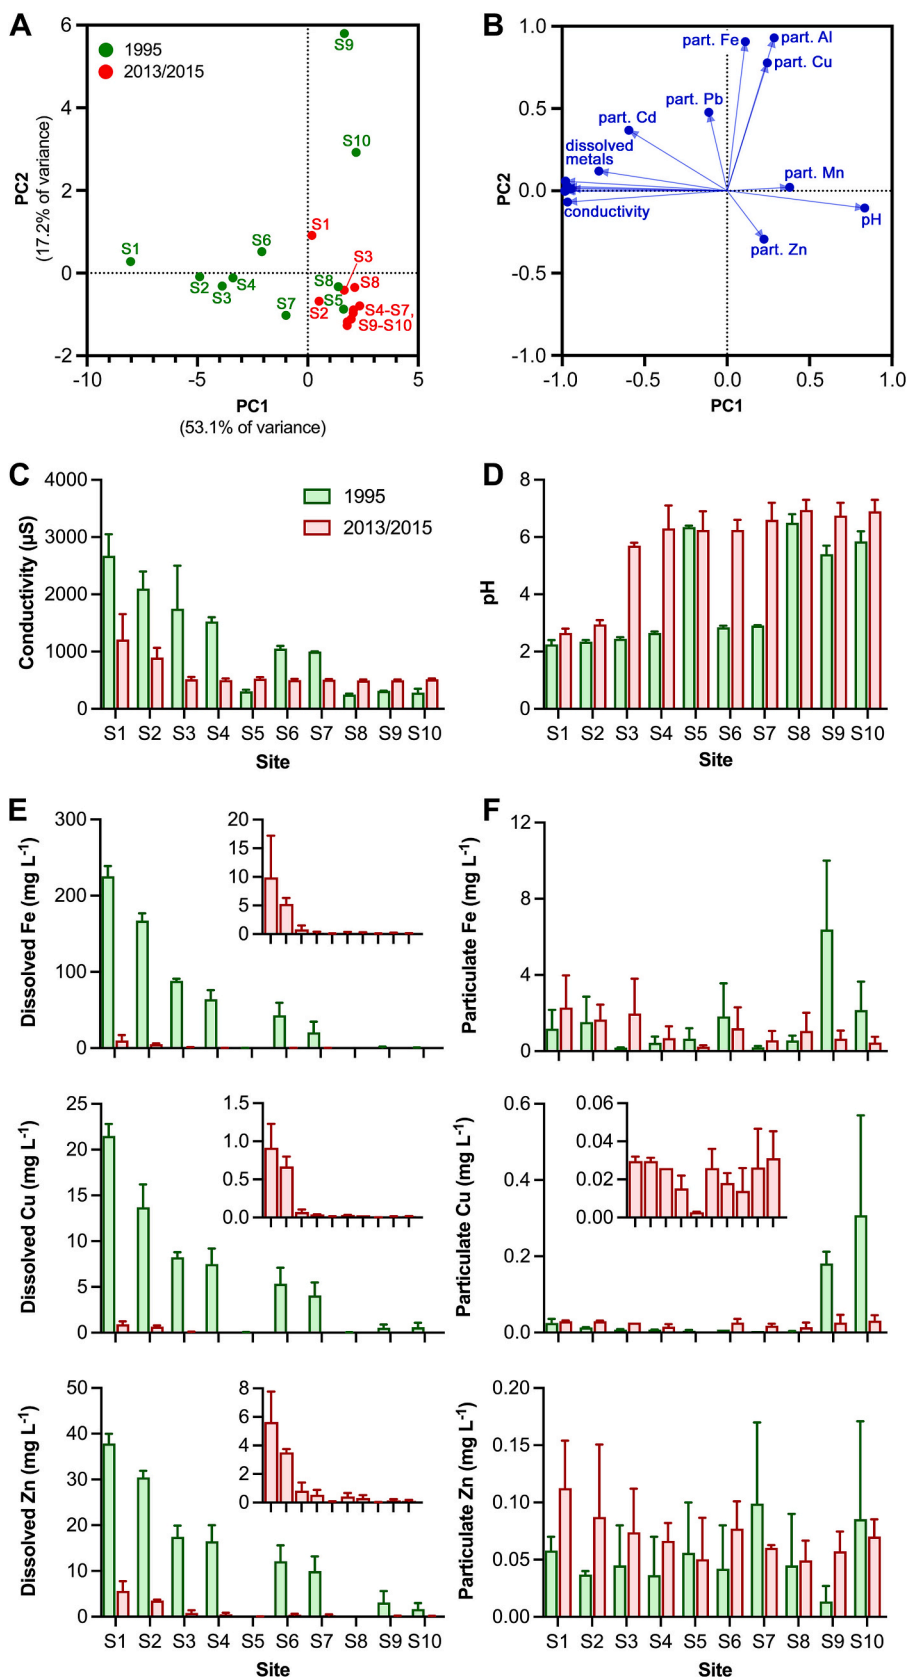 A
1995
2013/2015
S9
S10
S1
S6
S3
S1
S2
S3
S4
S8
S8
S7
S5
S2
S4–S7,
S9–S10
6
4
2
0
-2
-10
-5
0
5
PC2
(17.2% of variance)
PC1
(53.1% of variance)
B
part. Fe
part. Al
part. Cu
part. Pb
part. Cd
dissolved
metals
part. Mn
conductivity
pH
part. Zn
1.0
0.5
0.0
-0.5
-1.0
-1.0
-0.5
0.0
0.5
1.0
PC2
PC1
C
1995
2013/2015
4000
3000
2000
1000
0
Conductivity (µS)
S1 S2 S3 S4 S5 S6 S7 S8 S9 S10
Site
D
8
6
4
2
0
pH
S1 S2 S3 S4 S5 S6 S7 S8 S9 S10
Site
E
300
200
100
0
Dissolved Fe (mg L-1)
20
15
10
5
0
F
12
8
4
0
Particulate Fe (mg L-1)
25
20
15
10
5
0
Dissolved Cu (mg L-1)
1.5
1.0
0.5
0.0
0.6
0.4
0.2
0.0
Particulate Cu (mg L-1)
0.06
0.04
0.02
0.00
50
40
30
20
10
0
Dissolved Zn (mg L-1)
8
6
4
2
0
S1 S2 S3 S4 S5 S6 S7 S8 S9 S10
Site
0.20
0.15
0.10
0.05
0.00
Particulate Zn (mg L-1)
S1 S2 S3 S4 S5 S6 S7 S8 S9 S10
Site